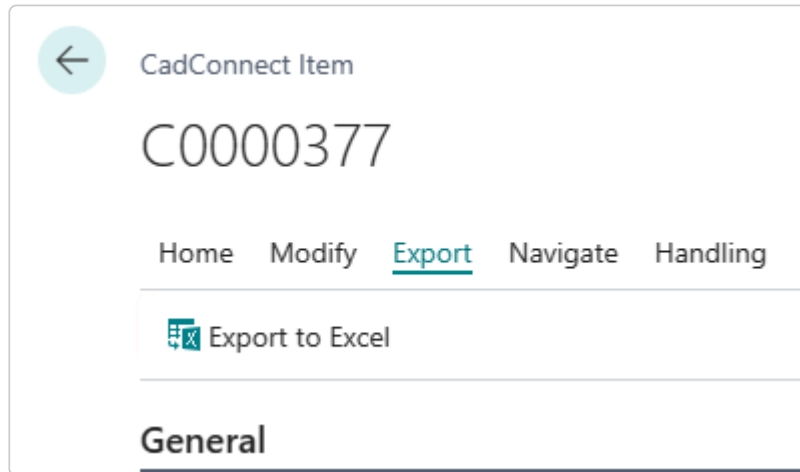 CadConnect Item
C0000377
Home Modify Export Navigate Handling
Export to Excel
General